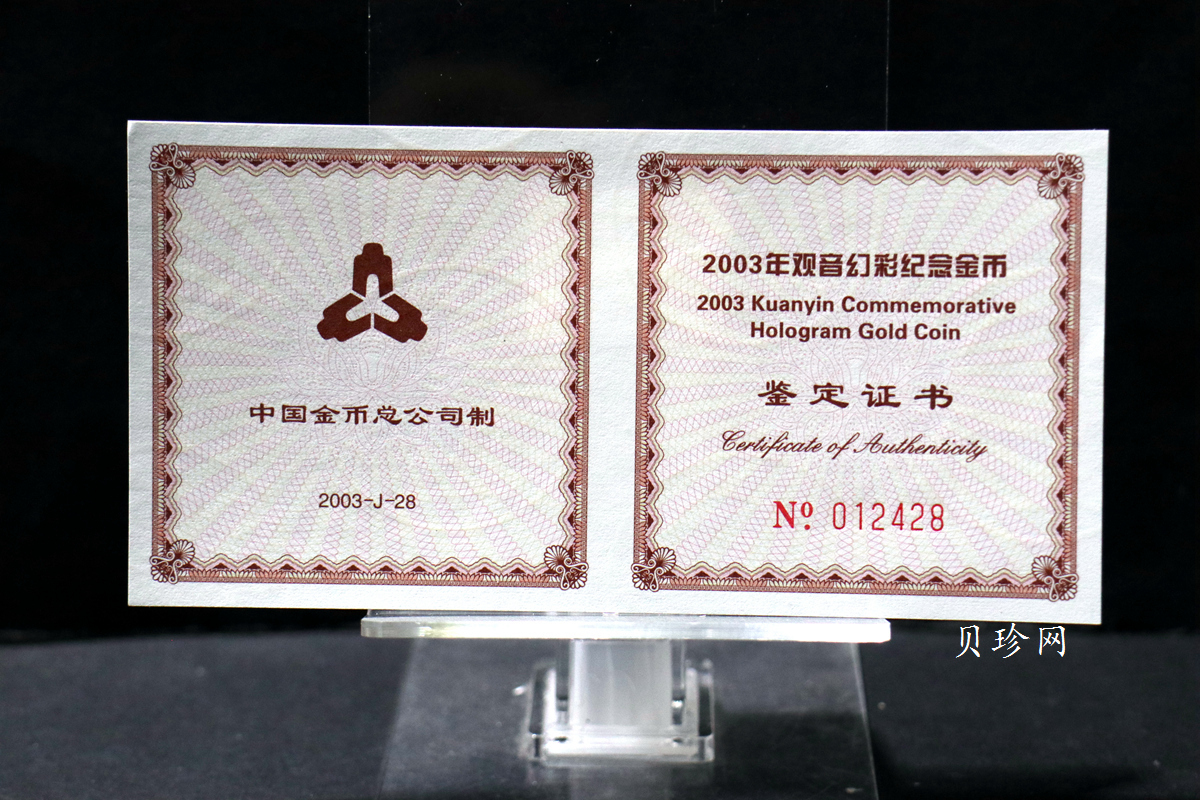 中国金币总公司制
2003-J-28
2003年观音幻彩纪念金币
2003 Kuanyin Commemorative
Hologram Gold Coin
鉴定证书
Certificate of Authenticity
Nº. 012428
贝珍网